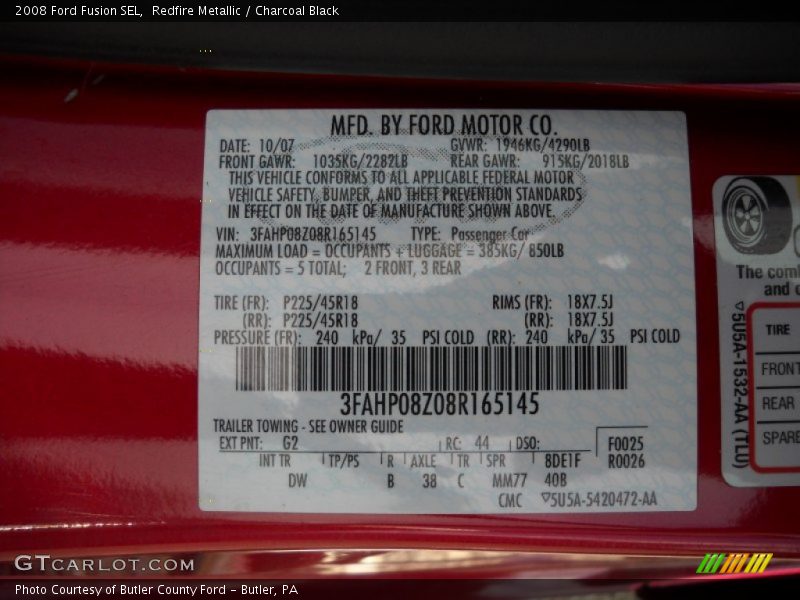 2008 Ford Fusion SEL, Redfire Metallic / Charcoal Black
MFD. BY FORD MOTOR CO.
DATE: 10/07 GVWR: 1946KG/4290LB
FRONT GAWR: 1035KG/2282LB REAR GAWR: 915KG/2018LB
THIS VEHICLE CONFORMS TO ALL APPLICABLE FEDERAL MOTOR
VEHICLE SAFETY, BUMPER, AND THEFT PREVENTION STANDARDS
IN EFFECT ON THE DATE OF MANUFACTURE SHOWN ABOVE.
VIN: 3FAHP08Z08R165145 TYPE: Passenger Car
MAXIMUM LOAD = OCCUPANTS + LUGGAGE = 385KG/ 850LB
OCCUPANTS = 5 TOTAL; 2 FRONT, 3 REAR
TIRE (FR): P225/45R18 RIMS (FR): 18X7.5J
(RR): P225/45R18 (RR): 18X7.5J
PRESSURE (FR): 240 kPa/ 35 PSI COLD (RR): 240 kPa/ 35 PSI COLD
3FAHP08Z08R165145
TRAILER TOWING - SEE OWNER GUIDE
EXT PNT: G2 RC: 44 DSO: F0025
INT TR TP/PS R AXLE TR SPR 8DE1F R0026
DW B 38 C MM77 40B
CMC ▽5U5A-5420472-AA
The com
and
▽5U5A-1532-AA (TLU)
TIRE
FRONT
REAR
SPARE
GTCARLOT.COM
Photo Courtesy of Butler County Ford - Butler, PA